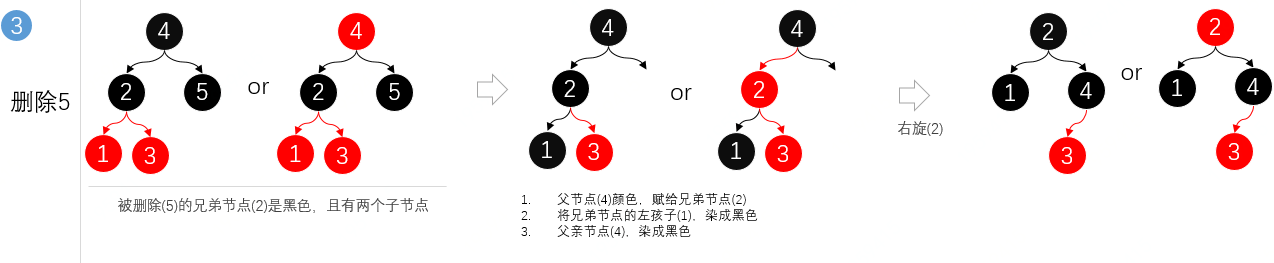 3
删除5
4 4
2 5 or 2 5
1 3 1 3
被删除(5)的兄弟节点(2)是黑色，且有两个子节点
4 4
2 or 2
1 3 1 3
1. 父节点(4)颜色，赋给兄弟节点(2)
2. 将兄弟节点的左孩子(1)，染成黑色
3. 父亲节点(4)，染成黑色
右旋(2)
2 2
1 4 or 1 4
3 3